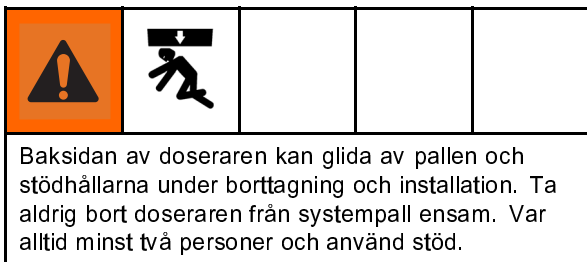 Baksidan av doseraren kan glida av pallen och
stödhållarna under borttagning och installation. Ta
aldrig bort doseraren från systempall ensam. Var
alltid minst två personer och använd stöd.